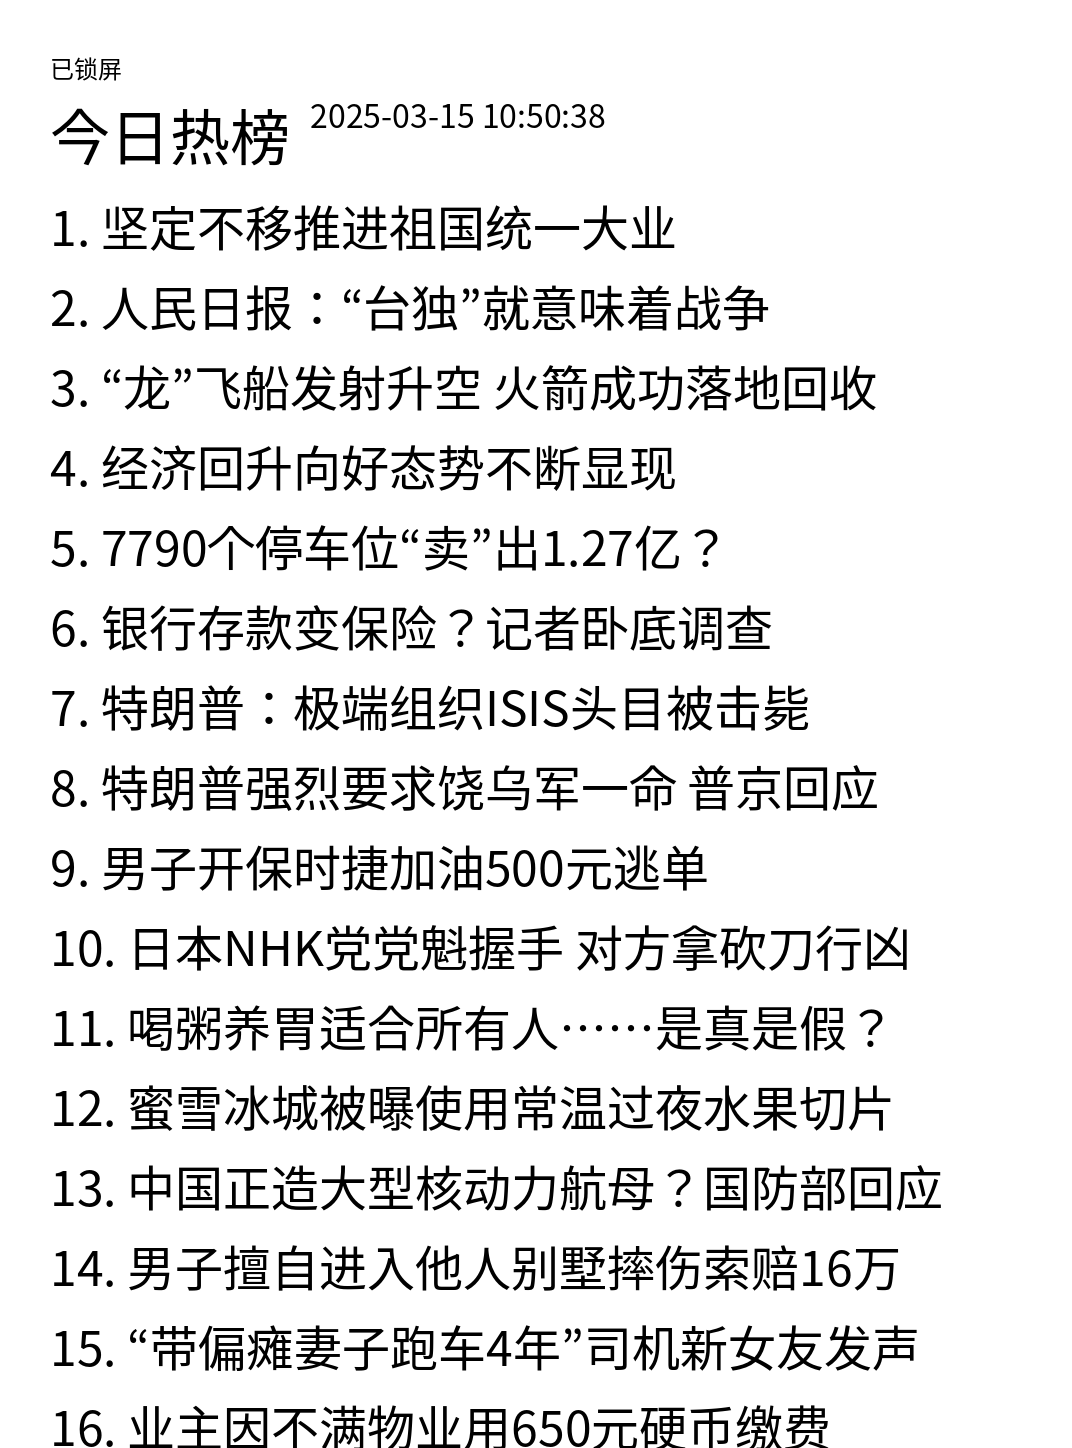 已锁屏
今日热榜 2025-03-15 10:50:38
1. 坚定不移推进祖国统一大业
2. 人民日报：“台独”就意味着战争
3. “龙”飞船发射升空 火箭成功落地回收
4. 经济回升向好态势不断显现
5. 7790个停车位“卖”出1.27亿？
6. 银行存款变保险？记者卧底调查
7. 特朗普：极端组织ISIS头目被击毙
8. 特朗普强烈要求饶乌军一命 普京回应
9. 男子开保时捷加油500元逃单
10. 日本NHK党党魁握手 对方拿砍刀行凶
11. 喝粥养胃适合所有人……是真是假？
12. 蜜雪冰城被曝使用常温过夜水果切片
13. 中国正造大型核动力航母？国防部回应
14. 男子擅自进入他人别墅摔伤索赔16万
15. “带偏瘫妻子跑车4年”司机新女友发声
16. 业主因不满物业用650元硬币缴费